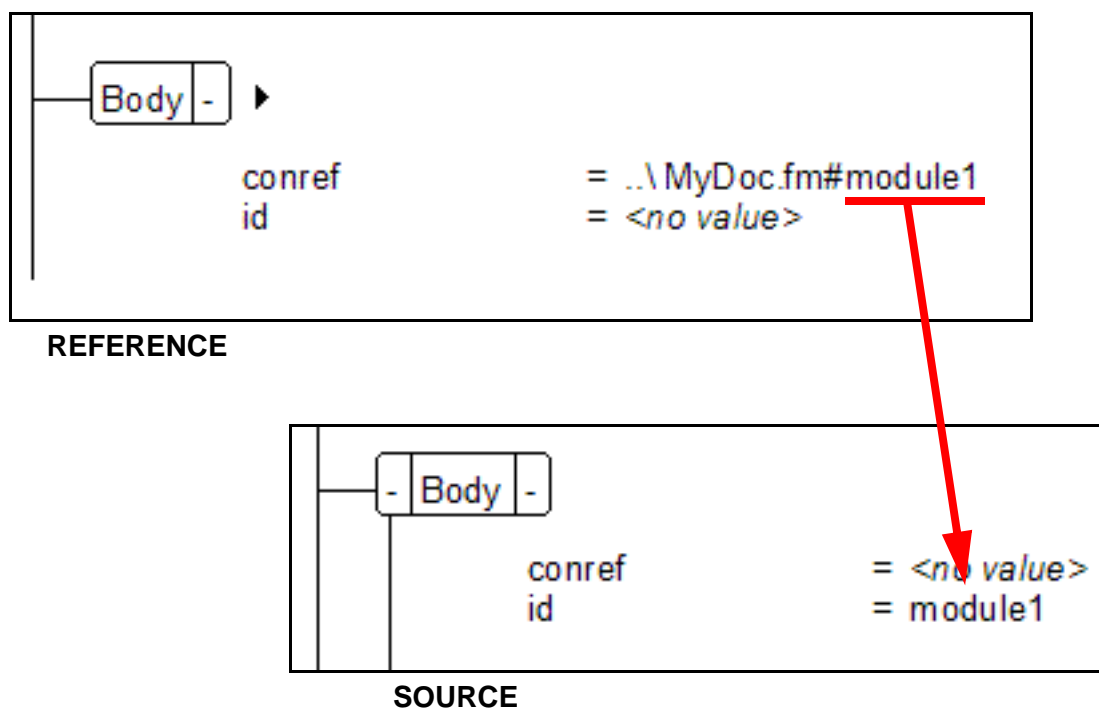 Body -
conref = ..\ MyDoc.fm#module1
id = <no value>
REFERENCE
- Body -
conref = <no value>
id = module1
SOURCE